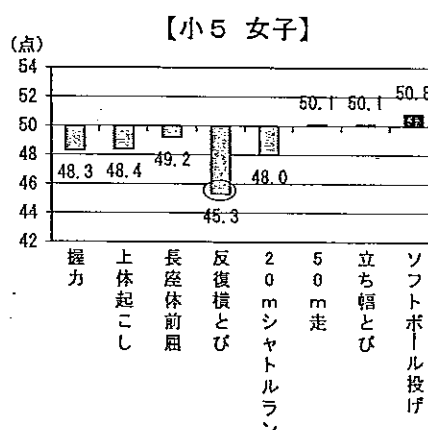 【小5 女子】
(点)
54
52
50
48
46
44
42
48.3
48.4
49.2
45.3
48.0
50.1
50.1
50.8
握力
上体起こし
長座体前屈
反復横とび
20mシャトルラン
50m走
立ち幅とび
ソフトボール投げ